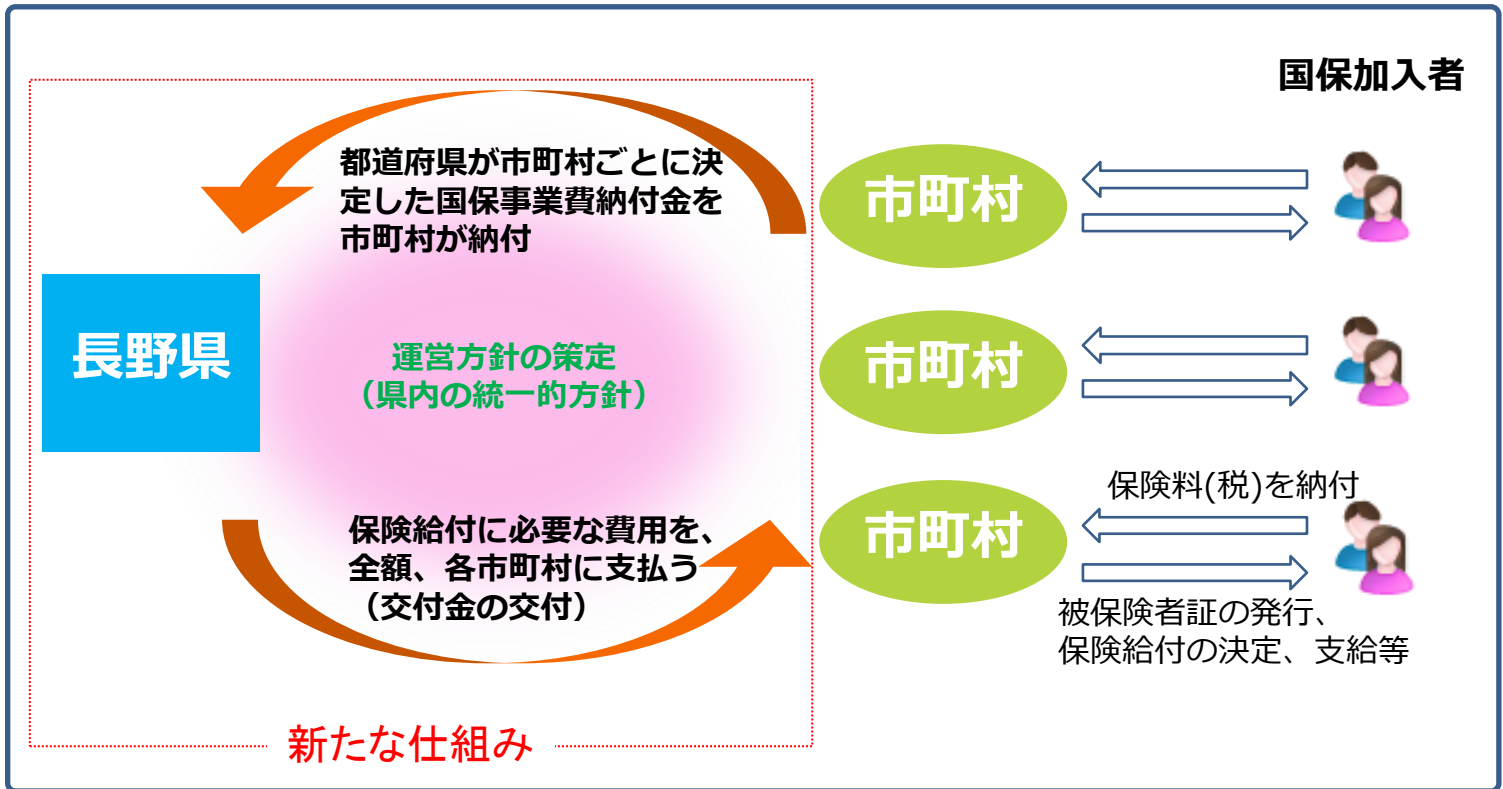 国保加入者
都道府県が市町村ごとに決
定した国保事業費納付金を
市町村が納付
市町村
長野県
運営方針の策定
（県内の統一的方針）
市町村
保険給付に必要な費用を、
全額、各市町村に支払う
（交付金の交付）
市町村
保険料(税)を納付
被保険者証の発行、
保険給付の決定、支給等
新たな仕組み